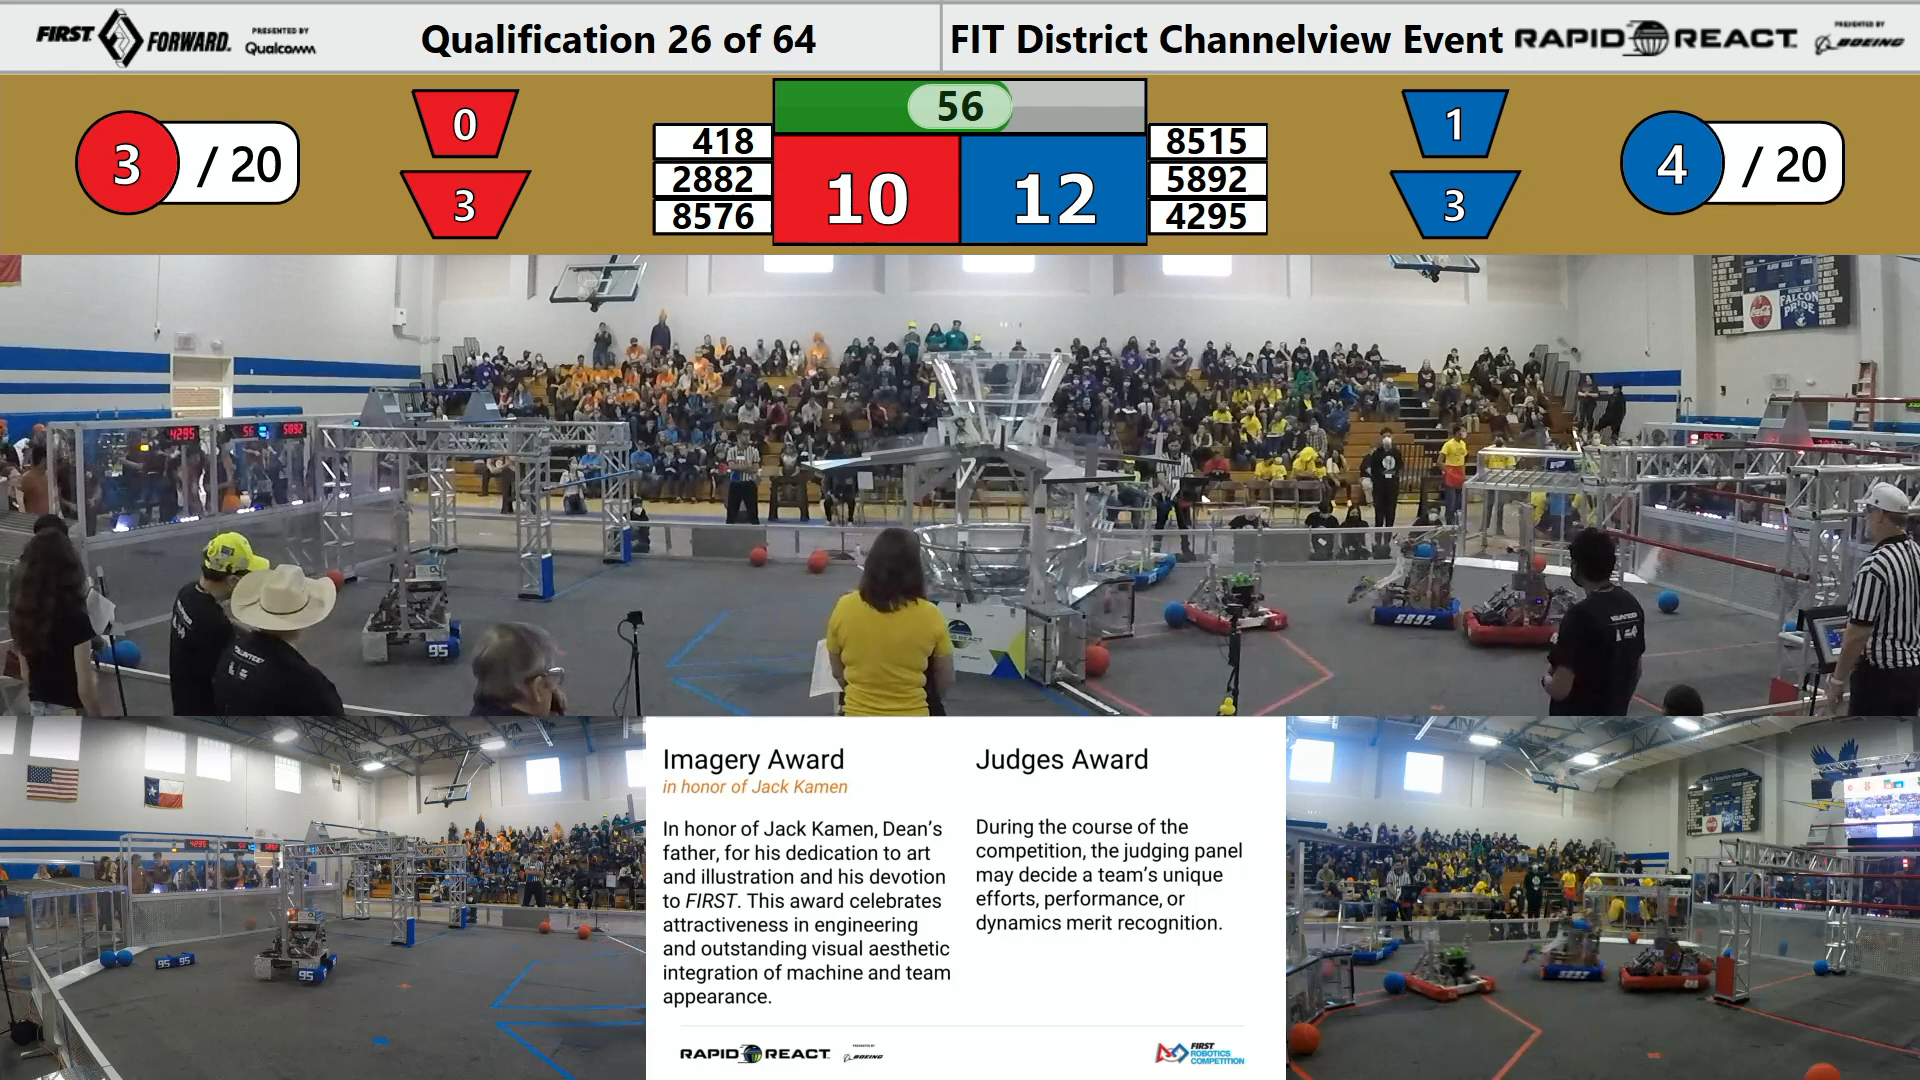 FIRST FORWARD.
PRESENTED BY
Qualcomm
Qualification 26 of 64
FIT District Channelview Event
RAPID REACT
PRESENTED BY
BOEING
3 / 20
0
3
418
2882
8576
56
10
12
8515
5892
4295
1
3
4 / 20
FALCON
PRIDE
4295
56
5892
95
5892
Imagery Award
in honor of Jack Kamen
In honor of Jack Kamen, Dean's
father, for his dedication to art
and illustration and his devotion
to FIRST. This award celebrates
attractiveness in engineering
and outstanding visual aesthetic
integration of machine and team
appearance.
Judges Award
During the course of the
competition, the judging panel
may decide a team's unique
efforts, performance, or
dynamics merit recognition.
RAPID REACT
BOEING
FIRST
ROBOTICS
COMPETITION
95 95
95
5892